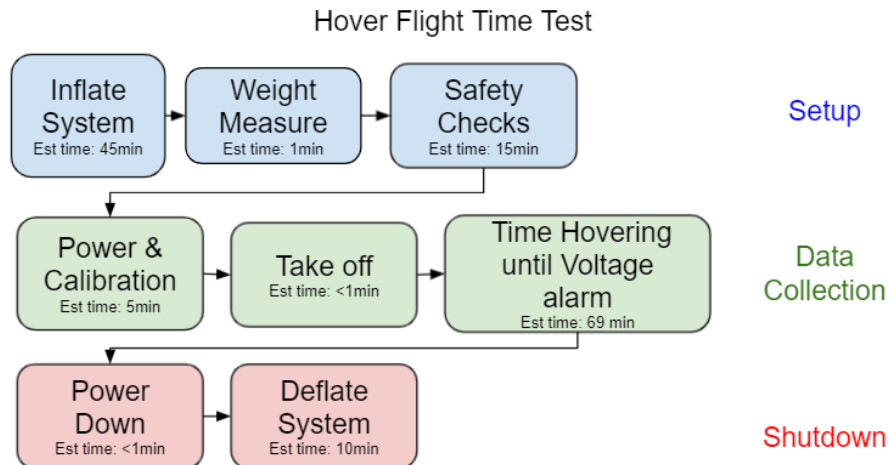 Hover Flight Time Test
Inflate
System
Est time: 45min
Weight
Measure
Est time: 1min
Safety
Checks
Est time: 15min
Setup
Power &
Calibration
Est time: 5min
Take off
Est time: <1min
Time Hovering
until Voltage
alarm
Est time: 69 min
Data
Collection
Power
Down
Est time: <1min
Deflate
System
Est time: 10min
Shutdown